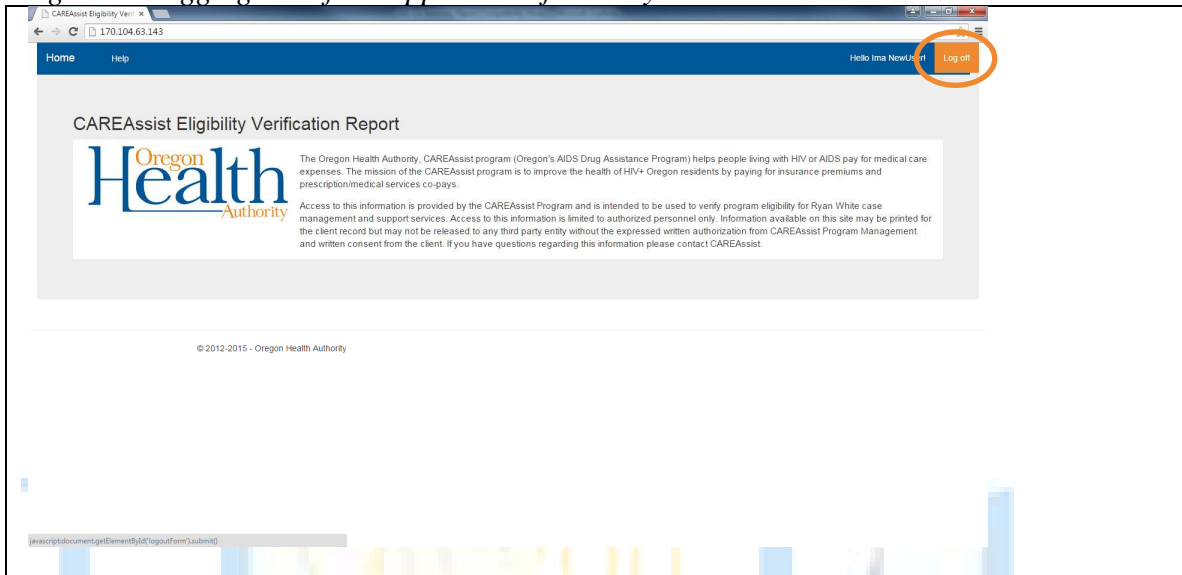 CAREAssist Eligibility Veri
170.104.63.143
Home Help Hello Ima NewUser! Log off
CAREAssist Eligibility Verification Report
Oregon
Health
Authority
The Oregon Health Authority, CAREAssist program (Oregon's AIDS Drug Assistance Program) helps people living with HIV or AIDS pay for medical care
expenses. The mission of the CAREAssist program is to improve the health of HIV+ Oregon residents by paying for insurance premiums and
prescription/medical services co-pays.
Access to this information is provided by the CAREAssist Program and is intended to be used to verify program eligibility for Ryan White case
management and support services. Access to this information is limited to authorized personnel only. Information available on this site may be printed for
the client record but may not be released to any third party entity without the expressed written authorization from CAREAssist Program Management
and written consent from the client. If you have questions regarding this information please contact CAREAssist.
© 2012-2015 - Oregon Health Authority
javascript:document.getElementById('logoutForm').submit()